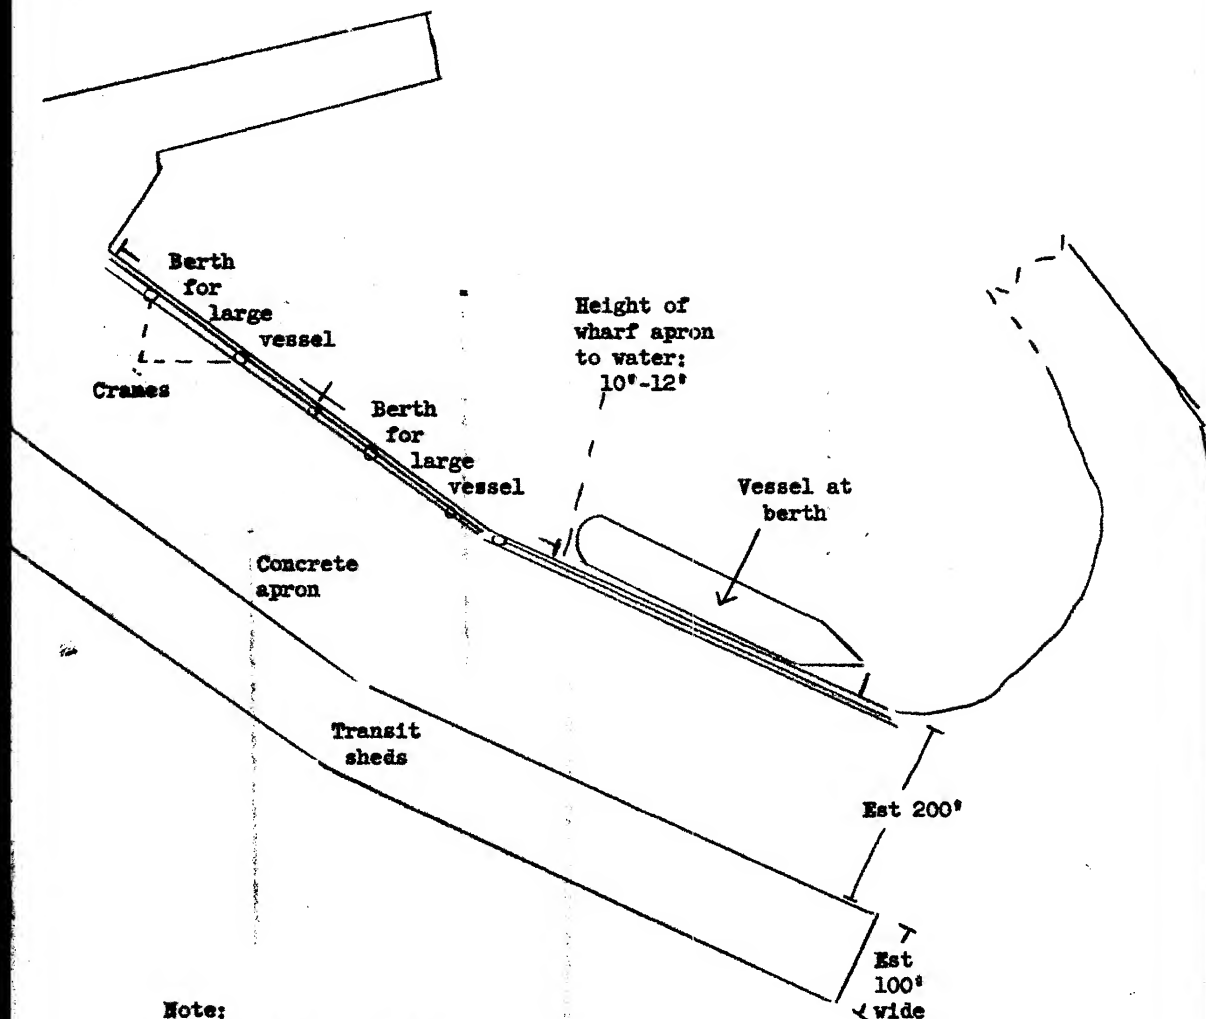 Berth
for
large
vessel
Cranes
Height of
wharf apron
to water:
10'-12'
Berth
for
large
vessel
Vessel at
berth
Concrete
apron
Transit
sheds
Est 200'
Est
100'
wide
Note: